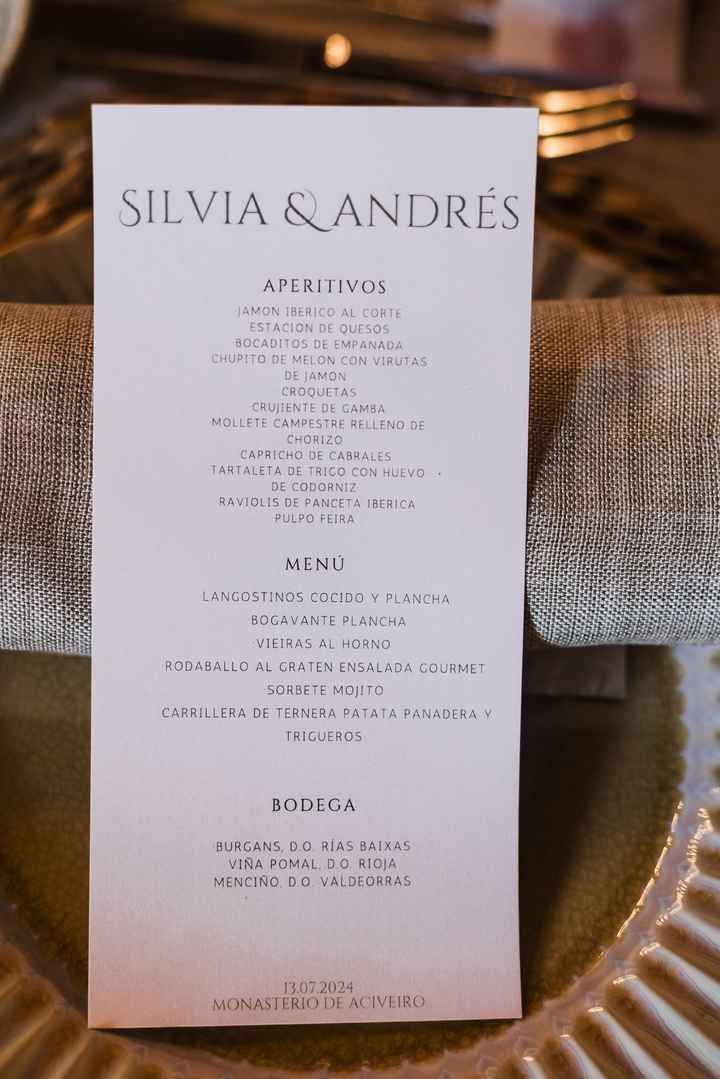 SILVIA & ANDRÉS
APERITIVOS
JAMON IBERICO AL CORTE
ESTACION DE QUESOS
BOCADITOS DE EMPANADA
CHUPITO DE MELON CON VIRUTAS
DE JAMON
CROQUETAS
CRUJIENTE DE GAMBA
MOLLETE CAMPESTRE RELLENO DE
CHORIZO
CAPRICHO DE CABRALES
TARTALETA DE TRIGO CON HUEVO
DE CODORNIZ
RAVIOLIS DE PANCETA IBERICA
PULPO FEIRA
MENÚ
LANGOSTINOS COCIDO Y PLANCHA
BOGAVANTE PLANCHA
VIEIRAS AL HORNO
RODABALLO AL GRATEN ENSALADA GOURMET
SORBETE MOJITO
CARRILLERA DE TERNERA PATATA PANADERA Y
TRIGUEROS
BODEGA
BURGANS, D.O. RÍAS BAIXAS
VIÑA POMAL, D.O. RIOJA
MENCIÑO, D.O. VALDEORRAS
13.07.2024
MONASTERIO DE ACIVEIRO